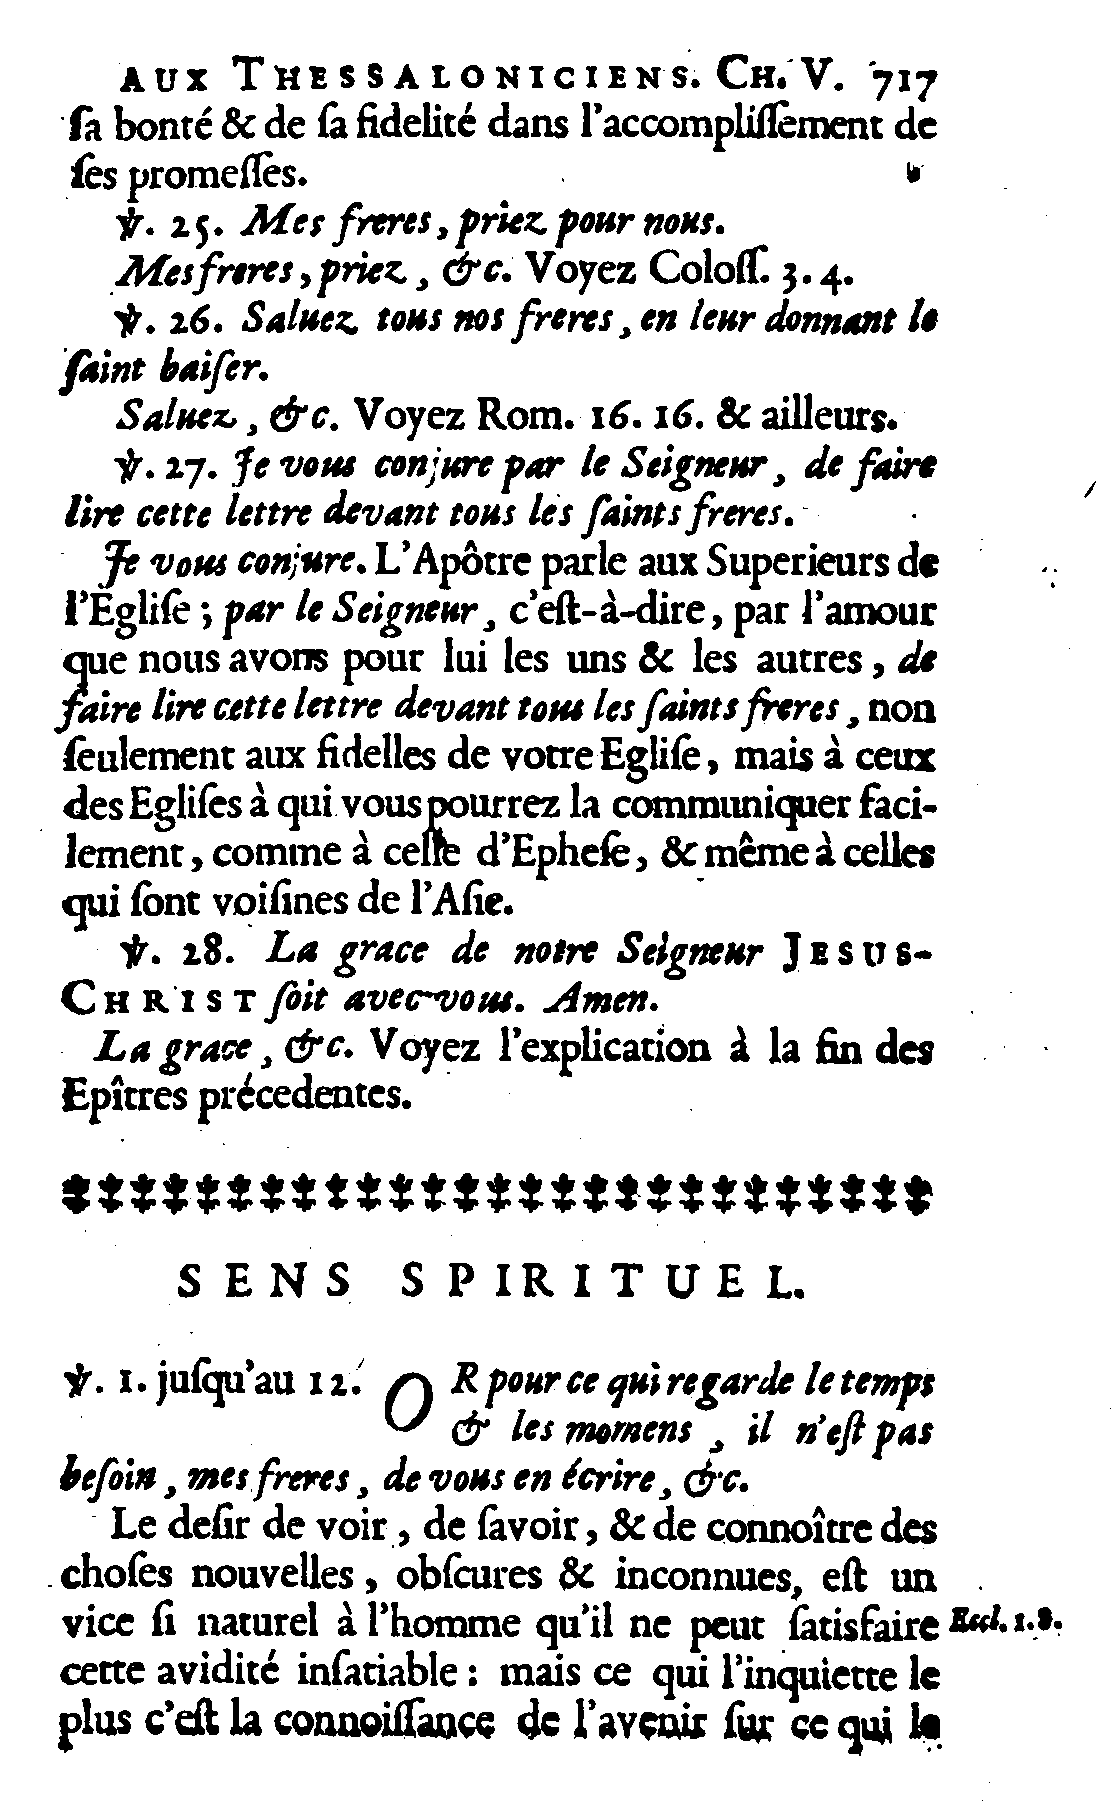 AUX THESSALONICIENS. CH. V. 717
ſa bonté & de ſa fidelité dans l'accompliſſement de
ſes promeſſes.
℣. 25. Mes freres, priez pour nous.
Mes freres, priez, &c. Voyez Coloſſ. 3. 4.
℣. 26. Saluez tous nos freres, en leur donnant le
ſaint baiſer.
Saluez, &c. Voyez Rom. 16. 16. & ailleurs.
℣. 27. Je vous conjure par le Seigneur, de faire
lire cette lettre devant tous les ſaints freres.
Je vous conjure. L'Apôtre parle aux Superieurs de
l'Egliſe; par le Seigneur, c'eſt-à-dire, par l'amour
que nous avons pour lui les uns & les autres, de
faire lire cette lettre devant tous les ſaints freres, non
ſeulement aux fidelles de votre Egliſe, mais à ceux
des Egliſes à qui vous pourrez la communiquer faci-
lement, comme à celle d'Epheſe, & même à celles
qui ſont voiſines de l'Aſie.
℣. 28. La grace de notre Seigneur JESUS-
CHRIST ſoit avec vous. Amen.
La grace, &c. Voyez l'explication à la fin des
Epîtres précedentes.
SENS SPIRITUEL.
℣. 1. juſqu'au 12. OR pour ce qui regarde le temps
& les momens, il n'eſt pas
beſoin, mes freres, de vous en écrire, &c.
Le deſir de voir, de ſavoir, & de connoître des
choſes nouvelles, obſcures & inconnues, eſt un
vice ſi naturel à l'homme qu'il ne peut ſatisfaire Eccl. 1. 8.
cette avidité inſatiable : mais ce qui l'inquiette le
plus c'eſt la connoiſſance de l'avenir ſur ce qui le